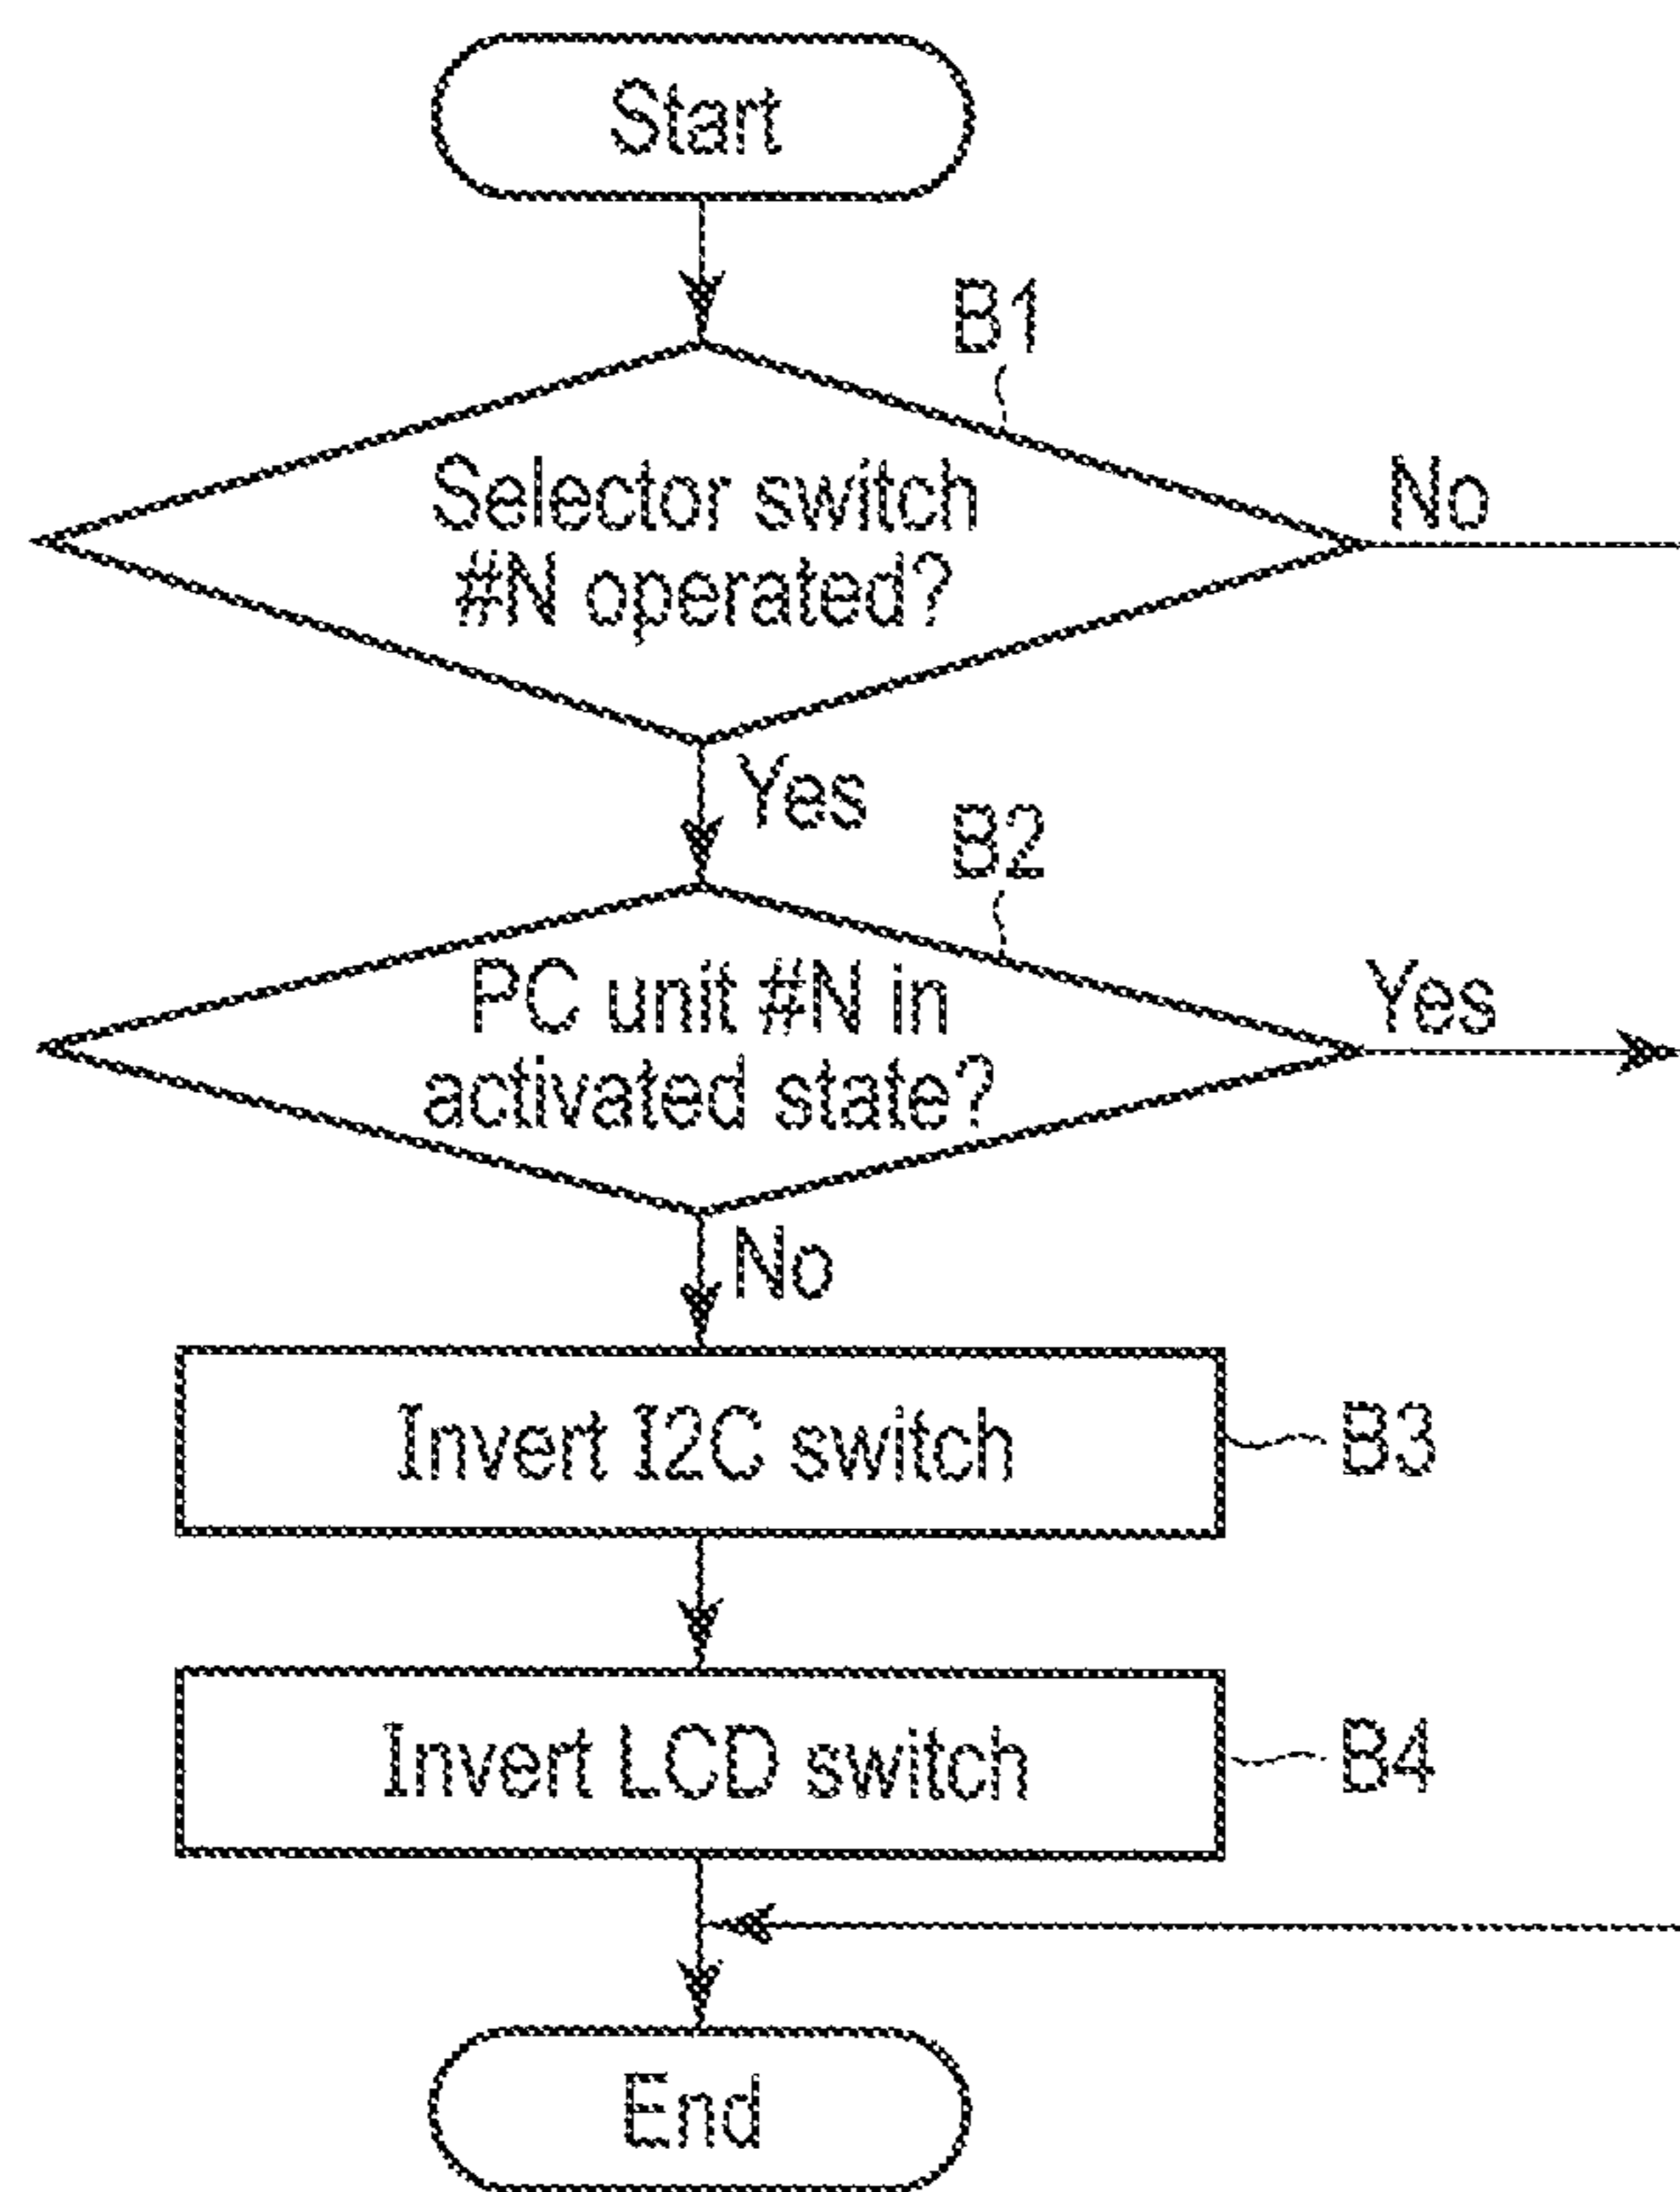 Start
B1
Selector switch
#N operated?
No
Yes
B2
PC unit #N in
activated state?
Yes
No
Invert I2C switch
B3
Invert LCD switch
B4
End